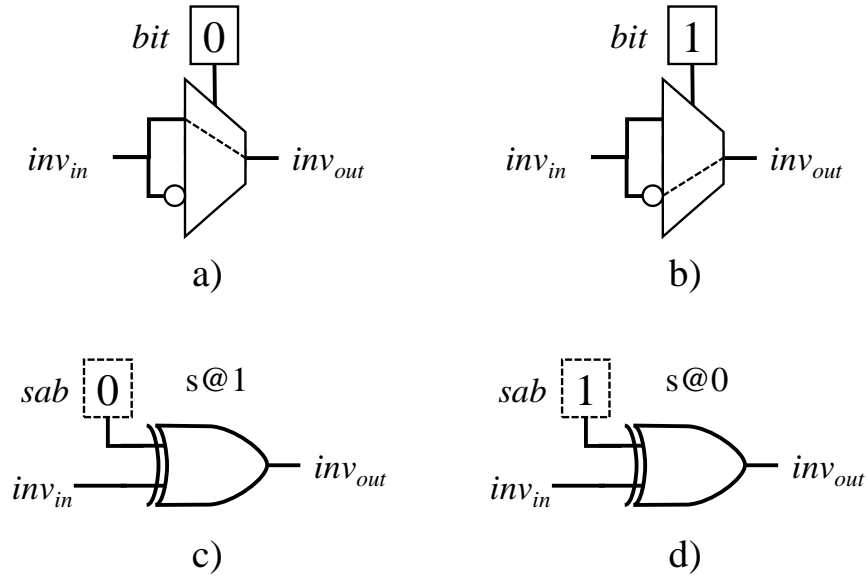 bit 0
inv_in inv_out
a)
bit 1
inv_in inv_out
b)
sab 0 s@1
inv_in inv_out
c)
sab 1 s@0
inv_in inv_out
d)